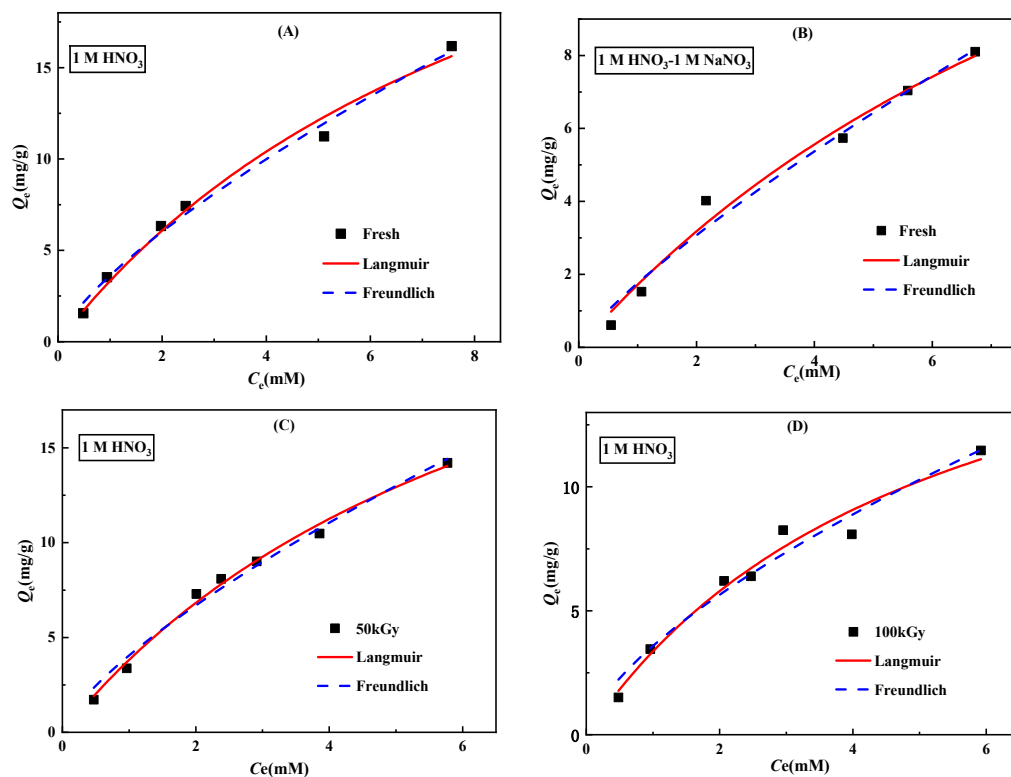 (A)
1 M HNO₃
Qₑ(mg/g)
15
10
5
0
Fresh
Langmuir
Freundlich
0 2 4 6 8
Cₑ(mM)
(B)
1 M HNO₃-1 M NaNO₃
Qₑ(mg/g)
8
6
4
2
0
Fresh
Langmuir
Freundlich
0 2 4 6
Cₑ(mM)
(C)
1 M HNO₃
Qₑ(mg/g)
15
10
5
0
50kGy
Langmuir
Freundlich
0 2 4 6
Ce(mM)
(D)
1 M HNO₃
Qₑ(mg/g)
10
5
0
100kGy
Langmuir
Freundlich
0 2 4 6
Ce(mM)